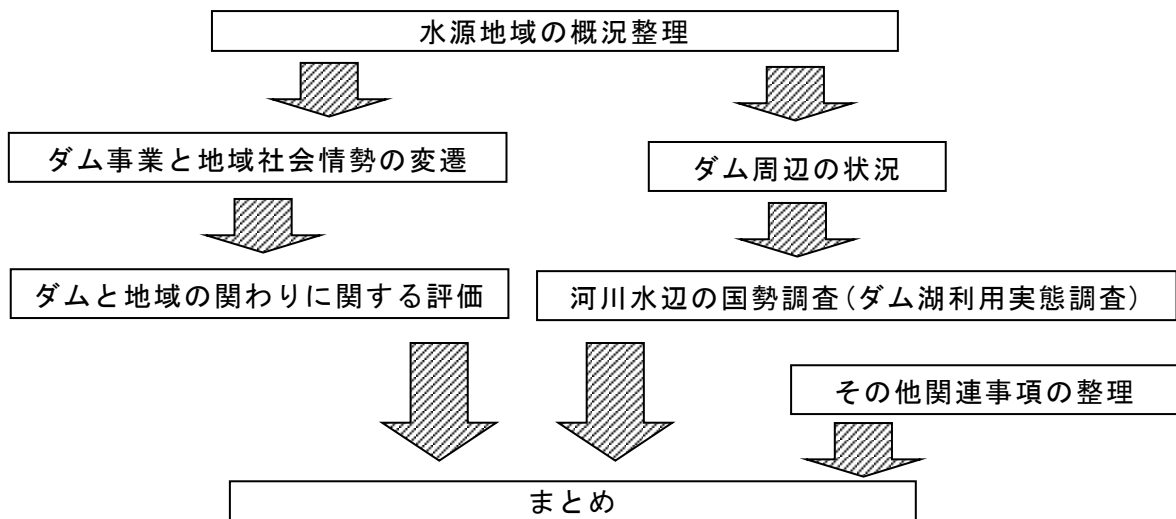 水源地域の概況整理
ダム事業と地域社会情勢の変遷
ダム周辺の状況
ダムと地域の関わりに関する評価
河川水辺の国勢調査(ダム湖利用実態調査)
その他関連事項の整理
まとめ